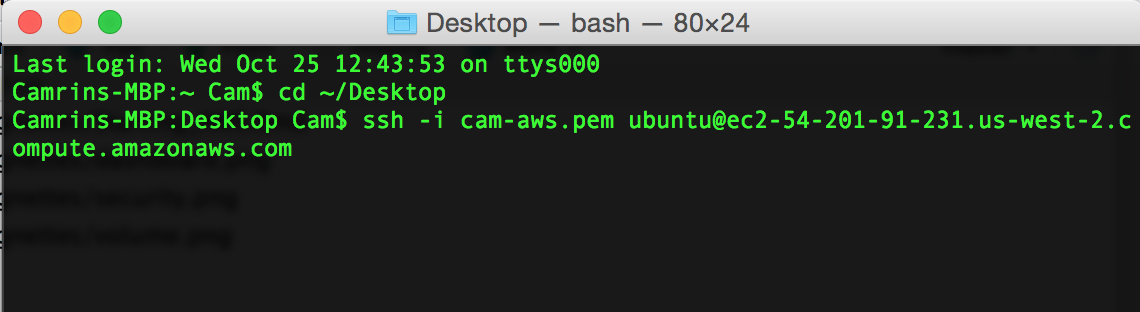 Desktop — bash — 80×24
Last login: Wed Oct 25 12:43:53 on ttys000
Camrins-MBP:~ Cam$ cd ~/Desktop
Camrins-MBP:Desktop Cam$ ssh -i cam-aws.pem ubuntu@ec2-54-201-91-231.us-west-2.c
ompute.amazonaws.com